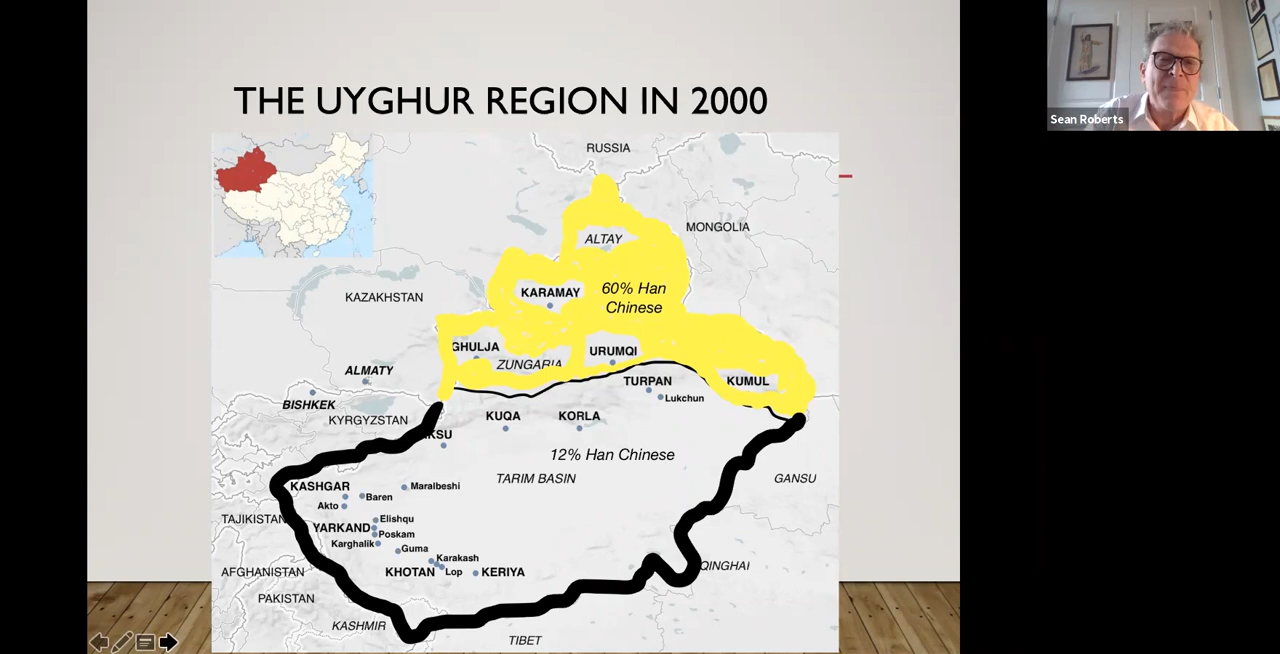 THE UYGHUR REGION IN 2000
Sean Roberts
RUSSIA
MONGOLIA
ALTAY
KAZAKHSTAN
KARAMAY
60% Han
Chinese
GHULJA
ZUNGARIA
URUMQI
ALMATY
TURPAN
KUMUL
Lukchun
BISHKEK
KYRGYZSTAN
KUQA
KORLA
12% Han Chinese
TARIM BASIN
GANSU
KASHGAR
Maralbeshi
Baren
Akto
TAJIKISTAN
Elishqu
YARKAND
Poskam
Karghalik
Guma
Karakash
AFGHANISTAN
KHOTAN
Lop
KERIYA
QINGHAI
PAKISTAN
KASHMIR
TIBET